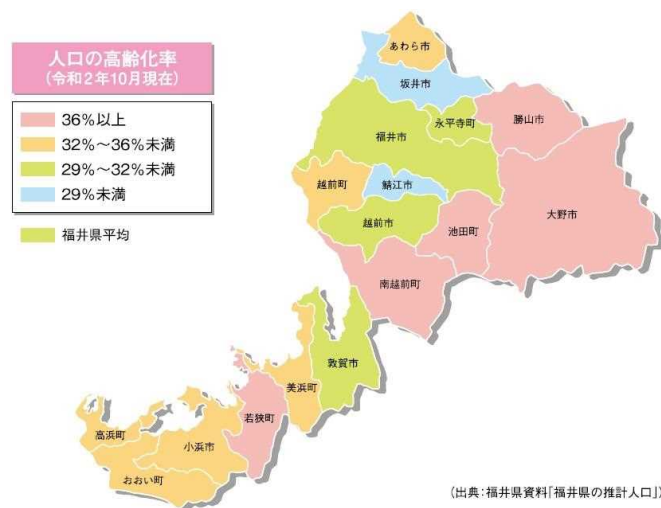 人口の高齢化率
(令和2年10月現在)
36%以上
32%～36%未満
29%～32%未満
29%未満
福井県平均
あわら市
坂井市
永平寺町
勝山市
福井市
越前町
鯖江市
大野市
越前市
池田町
南越前町
敦賀市
美浜町
若狭町
高浜町
小浜市
おおい町
(出典:福井県資料「福井県の推計人口」)